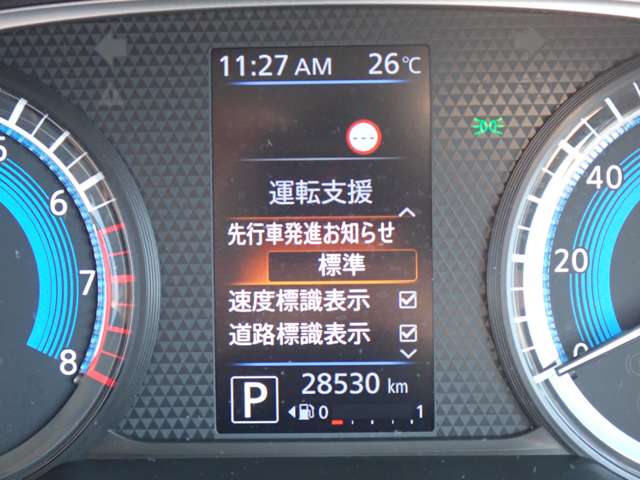 11:27 AM 26℃
---
運転支援
先行車発進お知らせ
標準
速度標識表示
道路標識表示
P 28530 km
0 1
5
6
7
8
40
20
0